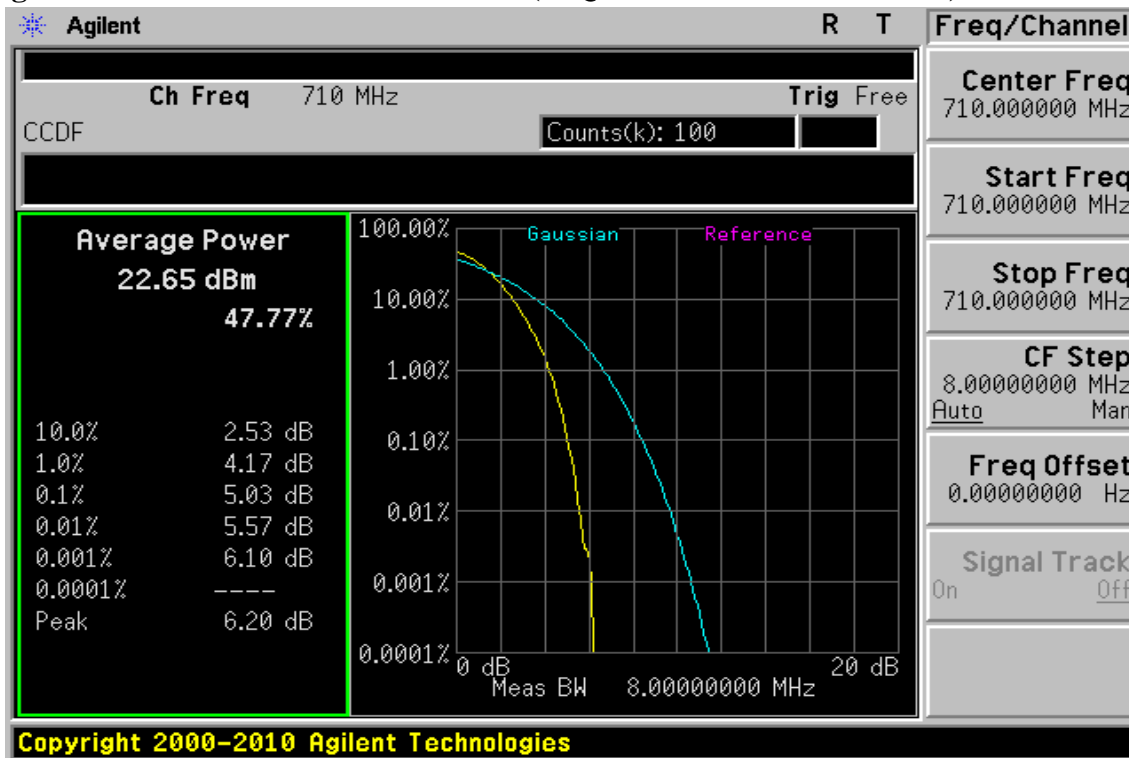 Agilent R T
Freq/Channel
Ch Freq 710 MHz Trig Free
CCDF Counts(k): 100
Center Freq
710.000000 MHz
Start Freq
710.000000 MHz
Stop Freq
710.000000 MHz
CF Step
8.00000000 MHz
Auto Man
Freq Offset
0.00000000 Hz
Signal Track
On Off
Average Power
22.65 dBm
47.77%
10.0% 2.53 dB
1.0% 4.17 dB
0.1% 5.03 dB
0.01% 5.57 dB
0.001% 6.10 dB
0.0001% ----
Peak 6.20 dB
Gaussian Reference
100.00%
10.00%
1.00%
0.10%
0.01%
0.001%
0.0001%
0 dB 20 dB
Meas BW 8.00000000 MHz
Copyright 2000-2010 Agilent Technologies